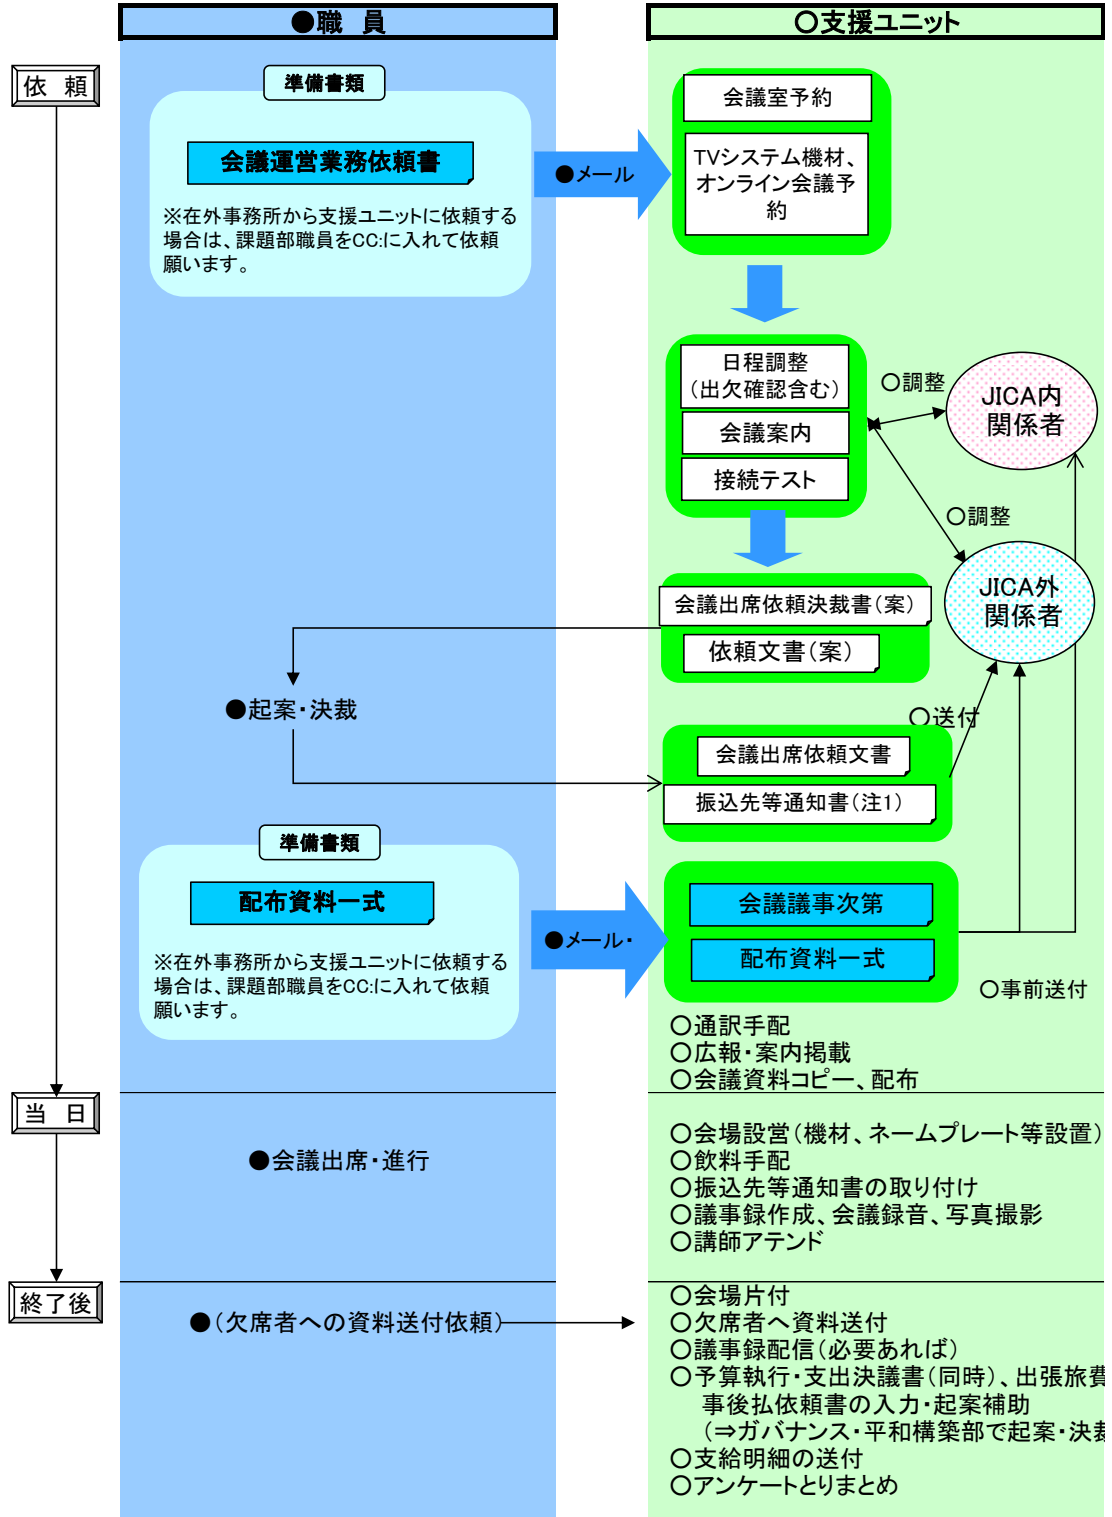 ●職　員
○支援ユニット
依　頼
準備書類
会議運営業務依頼書
※在外事務所から支援ユニットに依頼する
場合は、課題部職員をCC:に入れて依頼
願います。
●メール
会議室予約
TVシステム機材、
オンライン会議予
約
日程調整
(出欠確認含む)
会議案内
接続テスト
○調整
JICA内
関係者
○調整
JICA外
関係者
会議出席依頼決裁書(案)
依頼文書(案)
●起案・決裁
○送付
会議出席依頼文書
振込先等通知書(注1)
準備書類
配布資料一式
※在外事務所から支援ユニットに依頼する
場合は、課題部職員をCC:に入れて依頼
願います。
●メール・
会議議事次第
配布資料一式
○事前送付
○通訳手配
○広報・案内掲載
○会議資料コピー、配布
当　日
●会議出席・進行
○会場設営(機材、ネームプレート等設置)
○飲料手配
○振込先等通知書の取り付け
○議事録作成、会議録音、写真撮影
○講師アテンド
終了後
●(欠席者への資料送付依頼)
○会場片付
○欠席者へ資料送付
○議事録配信(必要あれば)
○予算執行・支出決議書(同時)、出張旅費
事後払依頼書の入力・起案補助
(⇒ガバナンス・平和構築部で起案・決裁
○支給明細の送付
○アンケートとりまとめ